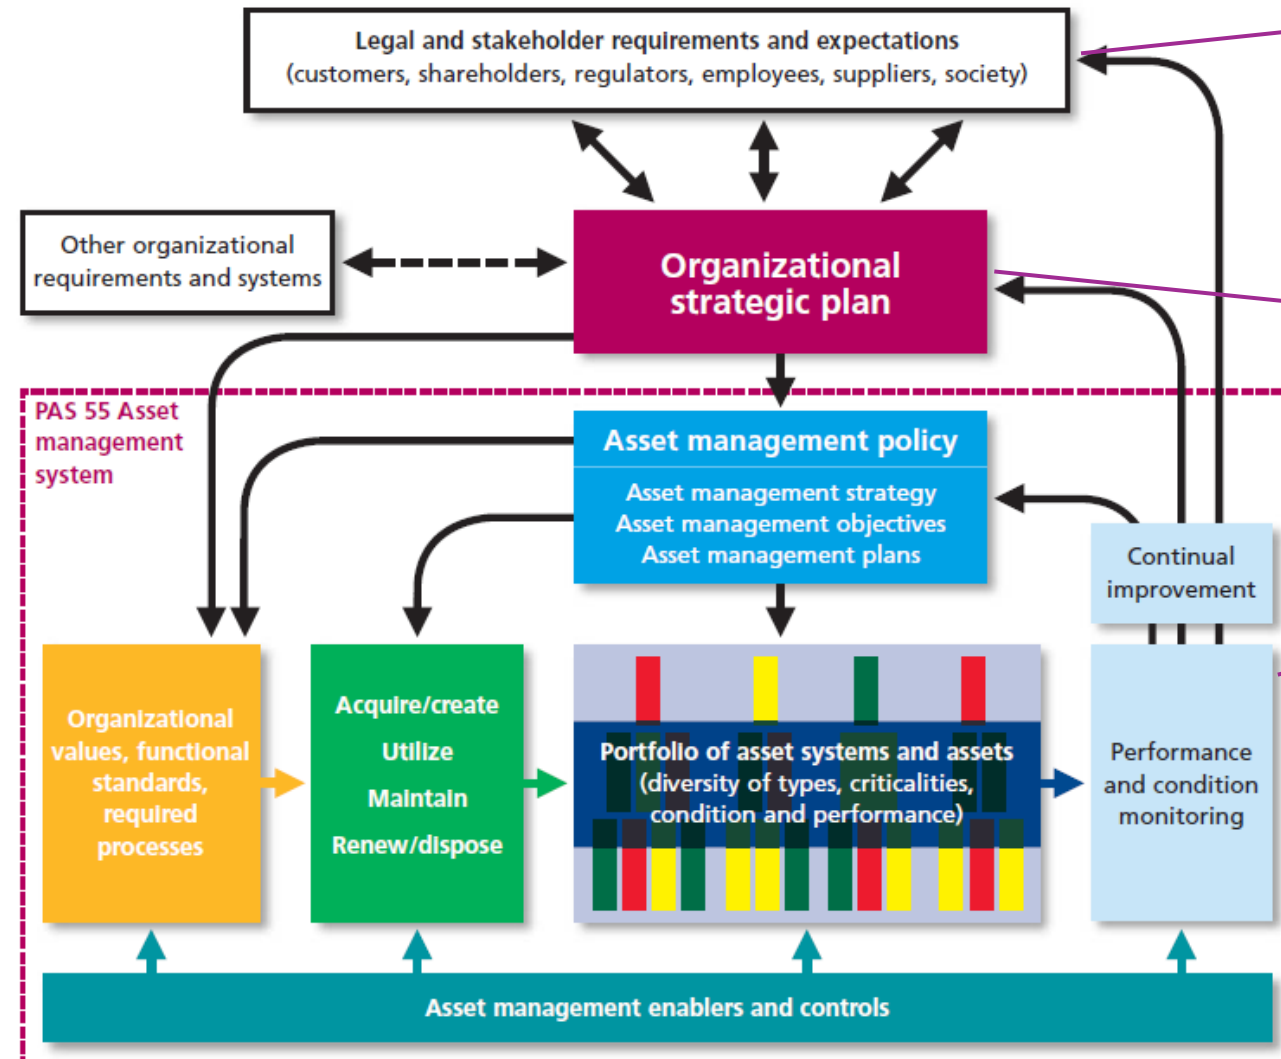 Legal and stakeholder requirements and expectations
(customers, shareholders, regulators, employees, suppliers, society)
Other organizational
requirements and systems
Organizational
strategic plan
PAS 55 Asset
management
system
Asset management policy
Asset management strategy
Asset management objectives
Asset management plans
Continual
improvement
Organizational
values, functional
standards,
required
processes
Acquire/create
Utilize
Maintain
Renew/dispose
Portfolio of asset systems and assets
(diversity of types, criticalities,
condition and performance)
Performance
and condition
monitoring
Asset management enablers and controls